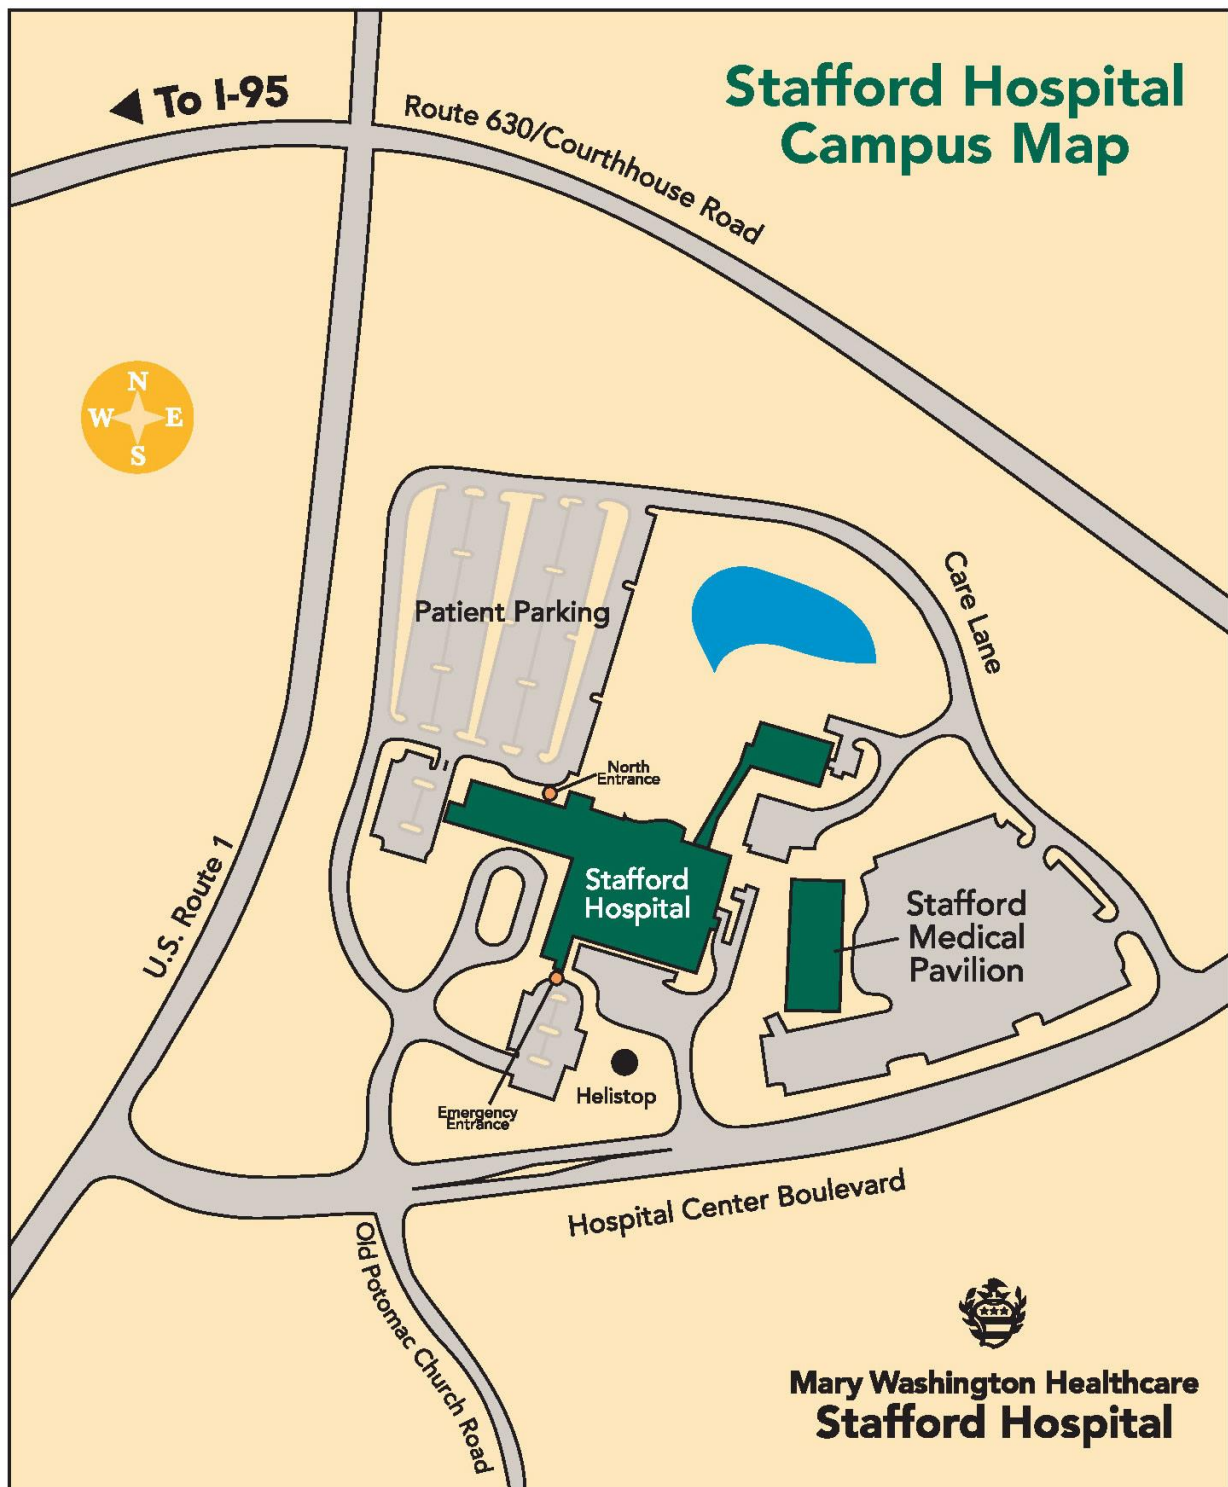 Stafford Hospital
Campus Map
To I-95
Route 630/Courthhouse Road
N
W E
S
Care Lane
Patient Parking
North
Entrance
U.S. Route 1
Stafford
Hospital
Stafford
Medical
Pavilion
Helistop
Emergency
Entrance
Hospital Center Boulevard
Old Potomac Church Road
Mary Washington Healthcare
Stafford Hospital